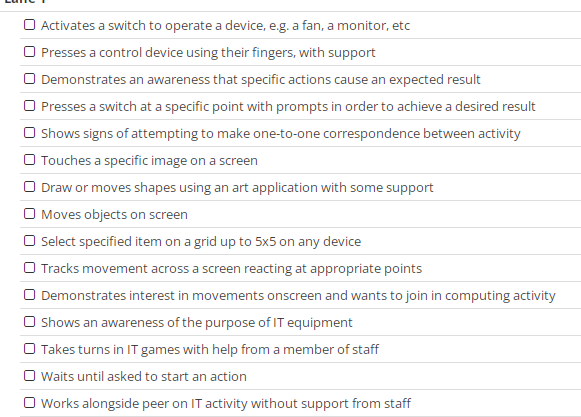 Activates a switch to operate a device, e.g. a fan, a monitor, etc
Presses a control device using their fingers, with support
Demonstrates an awareness that specific actions cause an expected result
Presses a switch at a specific point with prompts in order to achieve a desired result
Shows signs of attempting to make one-to-one correspondence between activity
Touches a specific image on a screen
Draw or moves shapes using an art application with some support
Moves objects on screen
Select specified item on a grid up to 5x5 on any device
Tracks movement across a screen reacting at appropriate points
Demonstrates interest in movements onscreen and wants to join in computing activity
Shows an awareness of the purpose of IT equipment
Takes turns in IT games with help from a member of staff
Waits until asked to start an action
Works alongside peer on IT activity without support from staff